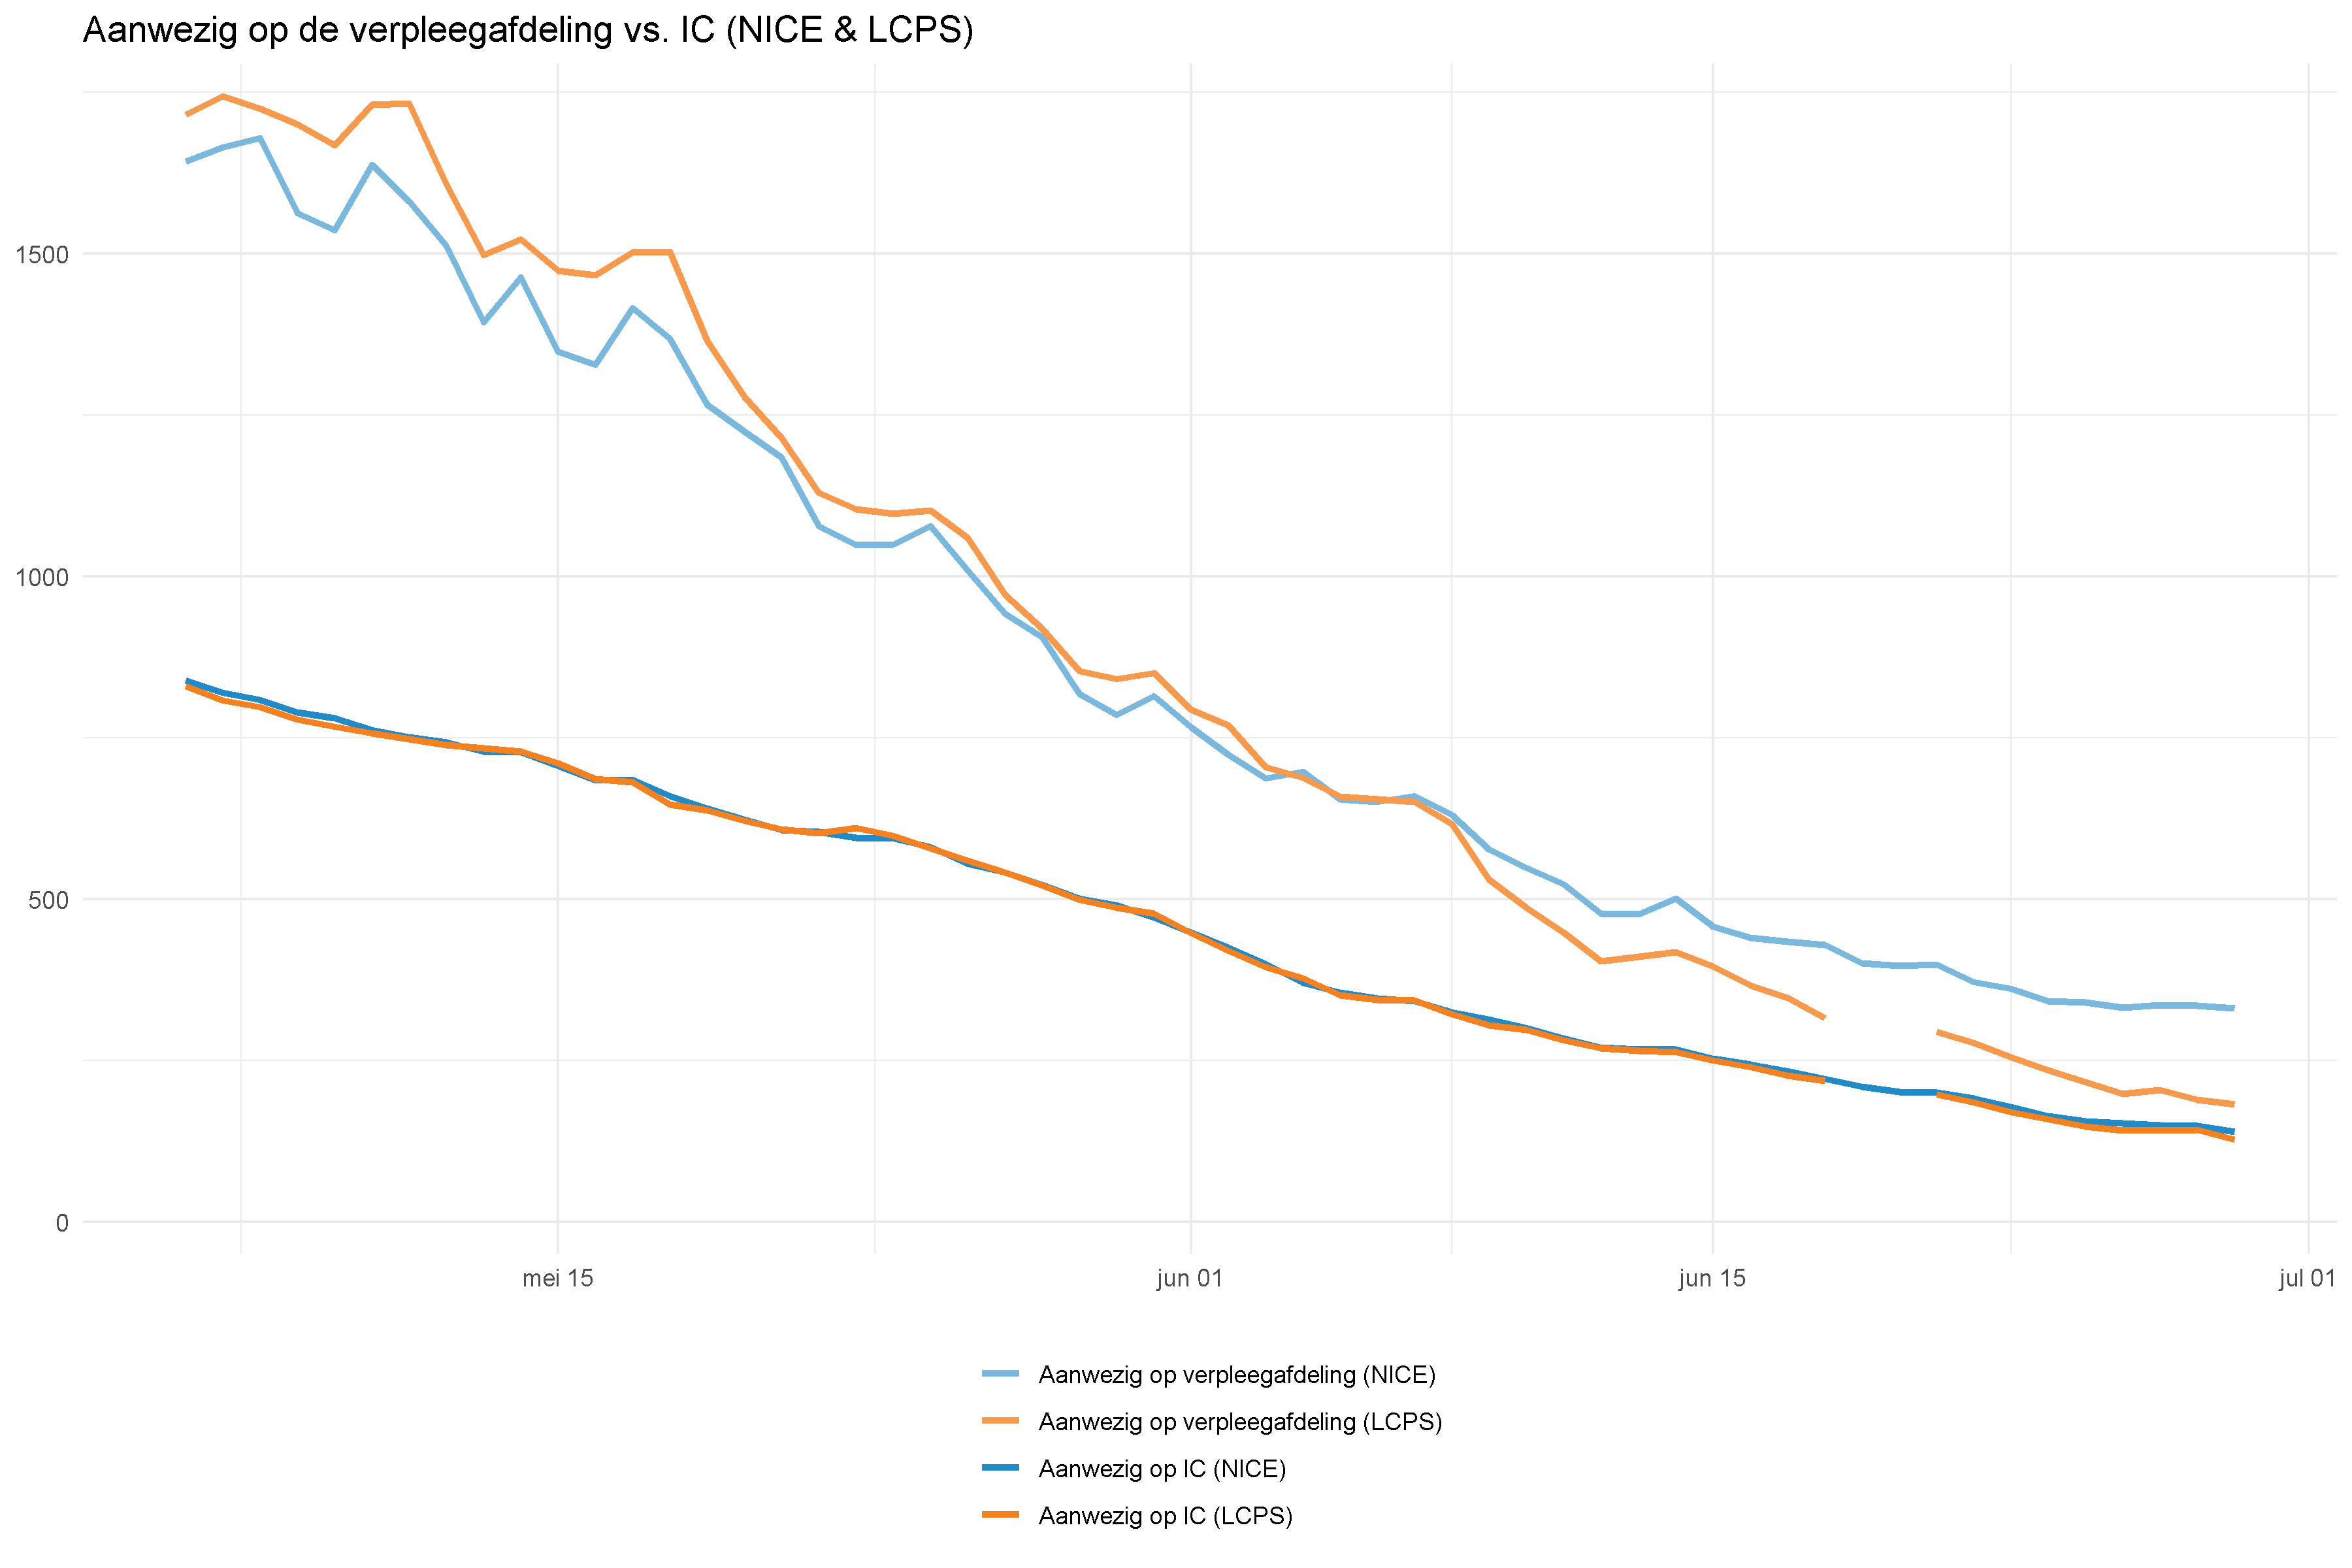 Aanwezig op de verpleegafdeling vs. IC (NICE & LCPS)
1500
1000
500
0
mei 15
jun 01
jun 15
jul 01
Aanwezig op verpleegafdeling (NICE)
Aanwezig op verpleegafdeling (LCPS)
Aanwezig op IC (NICE)
Aanwezig op IC (LCPS)